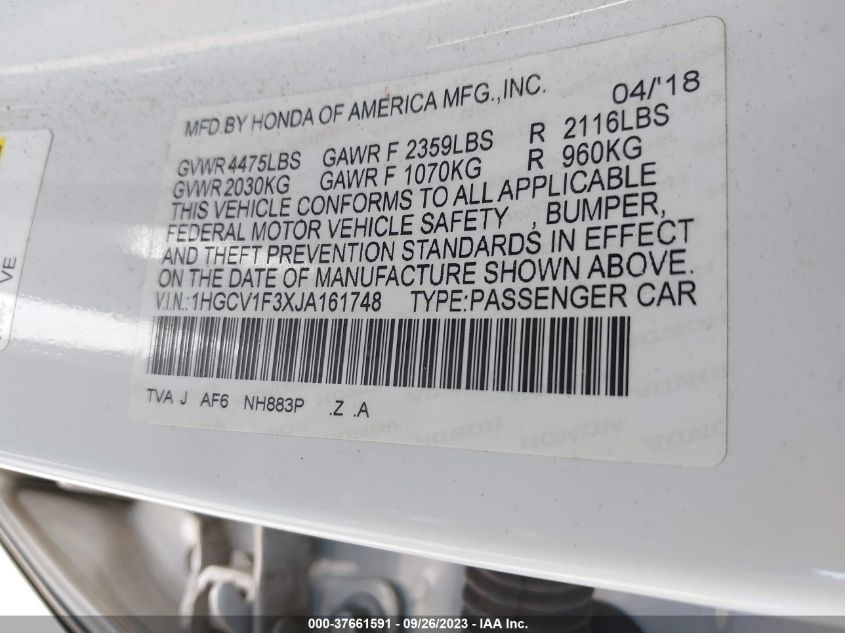 MFD.BY HONDA OF AMERICA MFG.,INC. 04/'18
GVWR 4475LBS GAWR F 2359LBS R 2116LBS
GVWR 2030KG GAWR F 1070KG R 960KG
THIS VEHICLE CONFORMS TO ALL APPLICABLE
FEDERAL MOTOR VEHICLE SAFETY , BUMPER,
AND THEFT PREVENTION STANDARDS IN EFFECT
ON THE DATE OF MANUFACTURE SHOWN ABOVE.
V.I.N.:1HGCV1F3XJA161748 TYPE:PASSENGER CAR
TVA J AF6 NH883P .Z .A
VE
000-37661591 - 09/26/2023 - IAAI Inc.